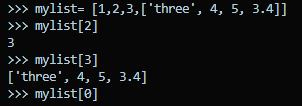 >>> mylist= [1,2,3,['three', 4, 5, 3.4]]
>>> mylist[2]
3
>>> mylist[3]
['three', 4, 5, 3.4]
>>> mylist[0]